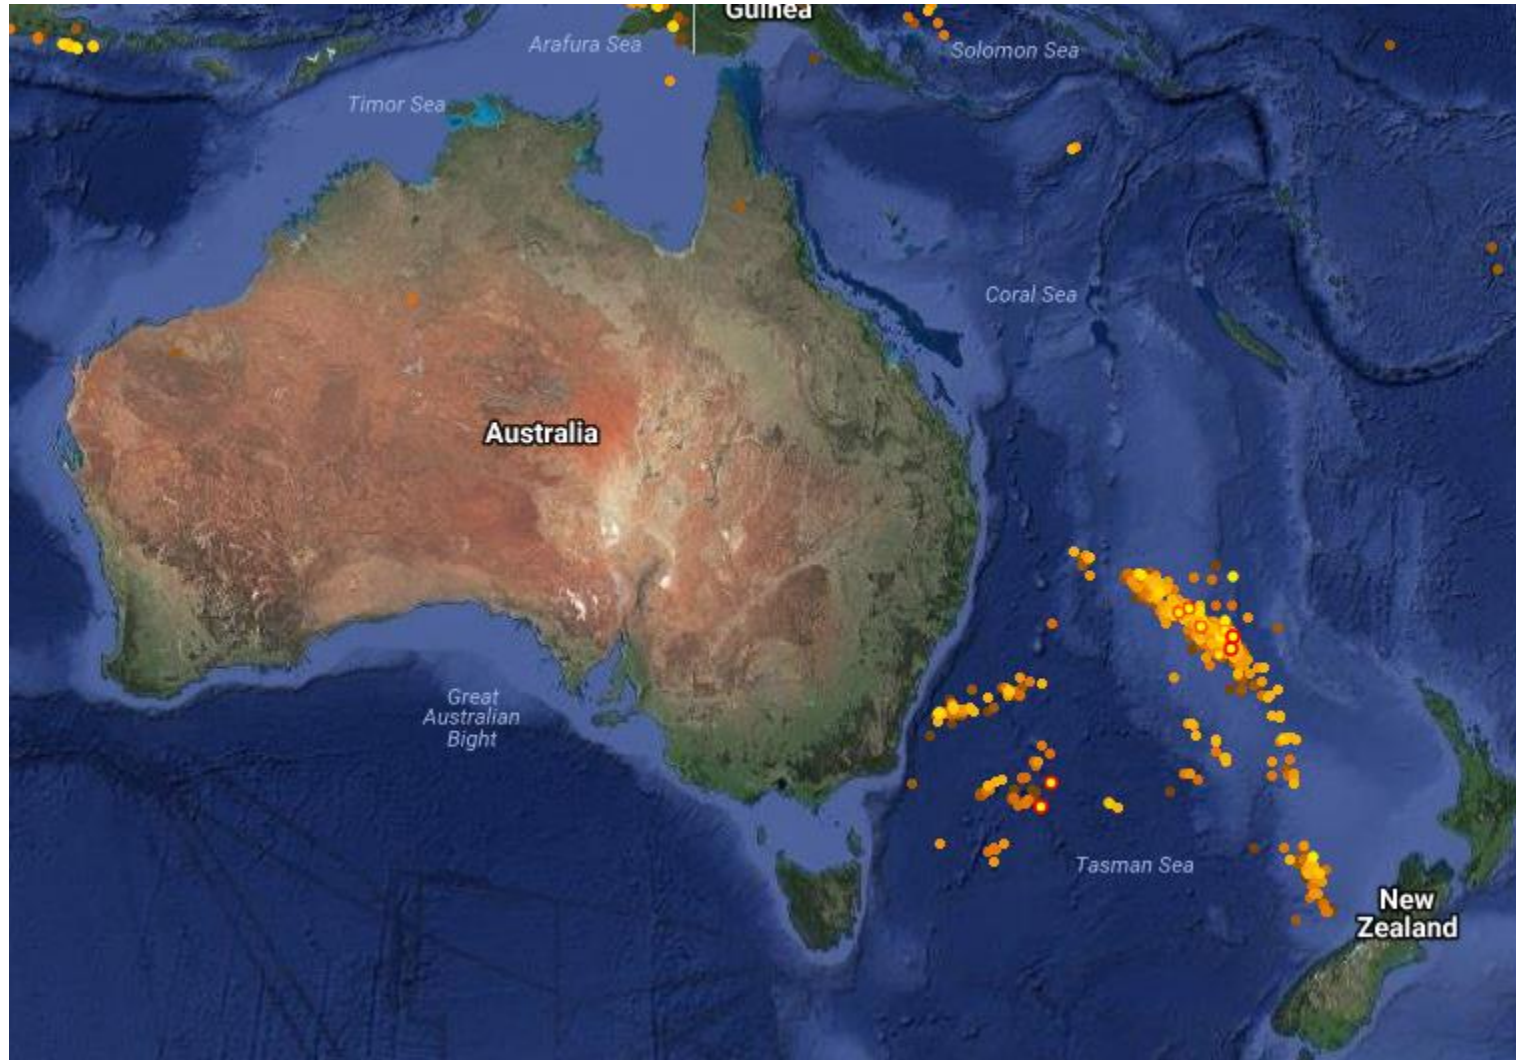 Guinea
Arafura Sea
Solomon Sea
Timor Sea
Coral Sea
Australia
Great
Australian
Bight
Tasman Sea
New
Zealand